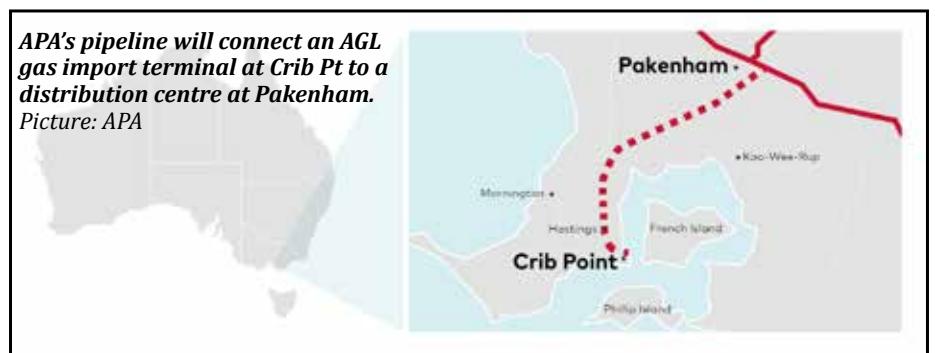 APA's pipeline will connect an AGL
gas import terminal at Crib Pt to a
distribution centre at Pakenham.
Picture: APA
Pakenham
Koo-Wee-Rup
Mornington
Hastings
French Island
Crib Point
Phillip Island